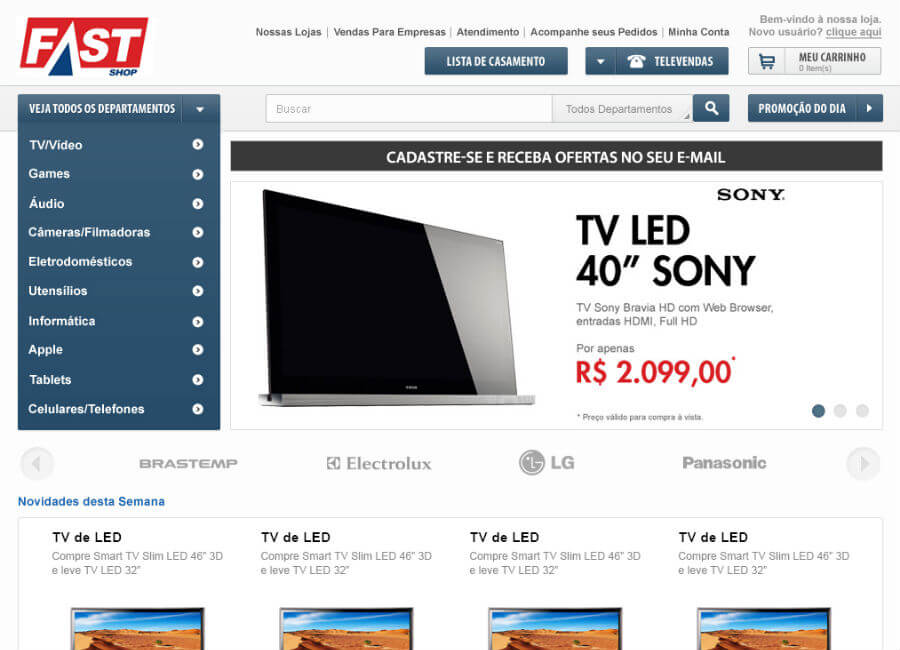 FAST
SHOP
Nossas Lojas | Vendas Para Empresas | Atendimento | Acompanhe seus Pedidos | Minha Conta
Bem-vindo à nossa loja.
Novo usuário? clique aqui
LISTA DE CASAMENTO
TELEVENDAS
MEU CARRINHO
0 Item(s)
VEJA TODOS OS DEPARTAMENTOS
Buscar
Todos Departamentos
PROMOÇÃO DO DIA
TV/Vídeo
Games
Áudio
Câmeras/Filmadoras
Eletrodomésticos
Utensílios
Informática
Apple
Tablets
Celulares/Telefones
CADASTRE-SE E RECEBA OFERTAS NO SEU E-MAIL
SONY
TV LED
40” SONY
TV Sony Bravia HD com Web Browser,
entradas HDMI, Full HD
Por apenas
R$ 2.099,00*
* Preço válido para compra à vista.
BRASTEMP
Electrolux
LG
Panasonic
Novidades desta Semana
TV de LED
Compre Smart TV Slim LED 46” 3D
e leve TV LED 32”
TV de LED
Compre Smart TV Slim LED 46” 3D
e leve TV LED 32”
TV de LED
Compre Smart TV Slim LED 46” 3D
e leve TV LED 32”
TV de LED
Compre Smart TV Slim LED 46” 3D
e leve TV LED 32”